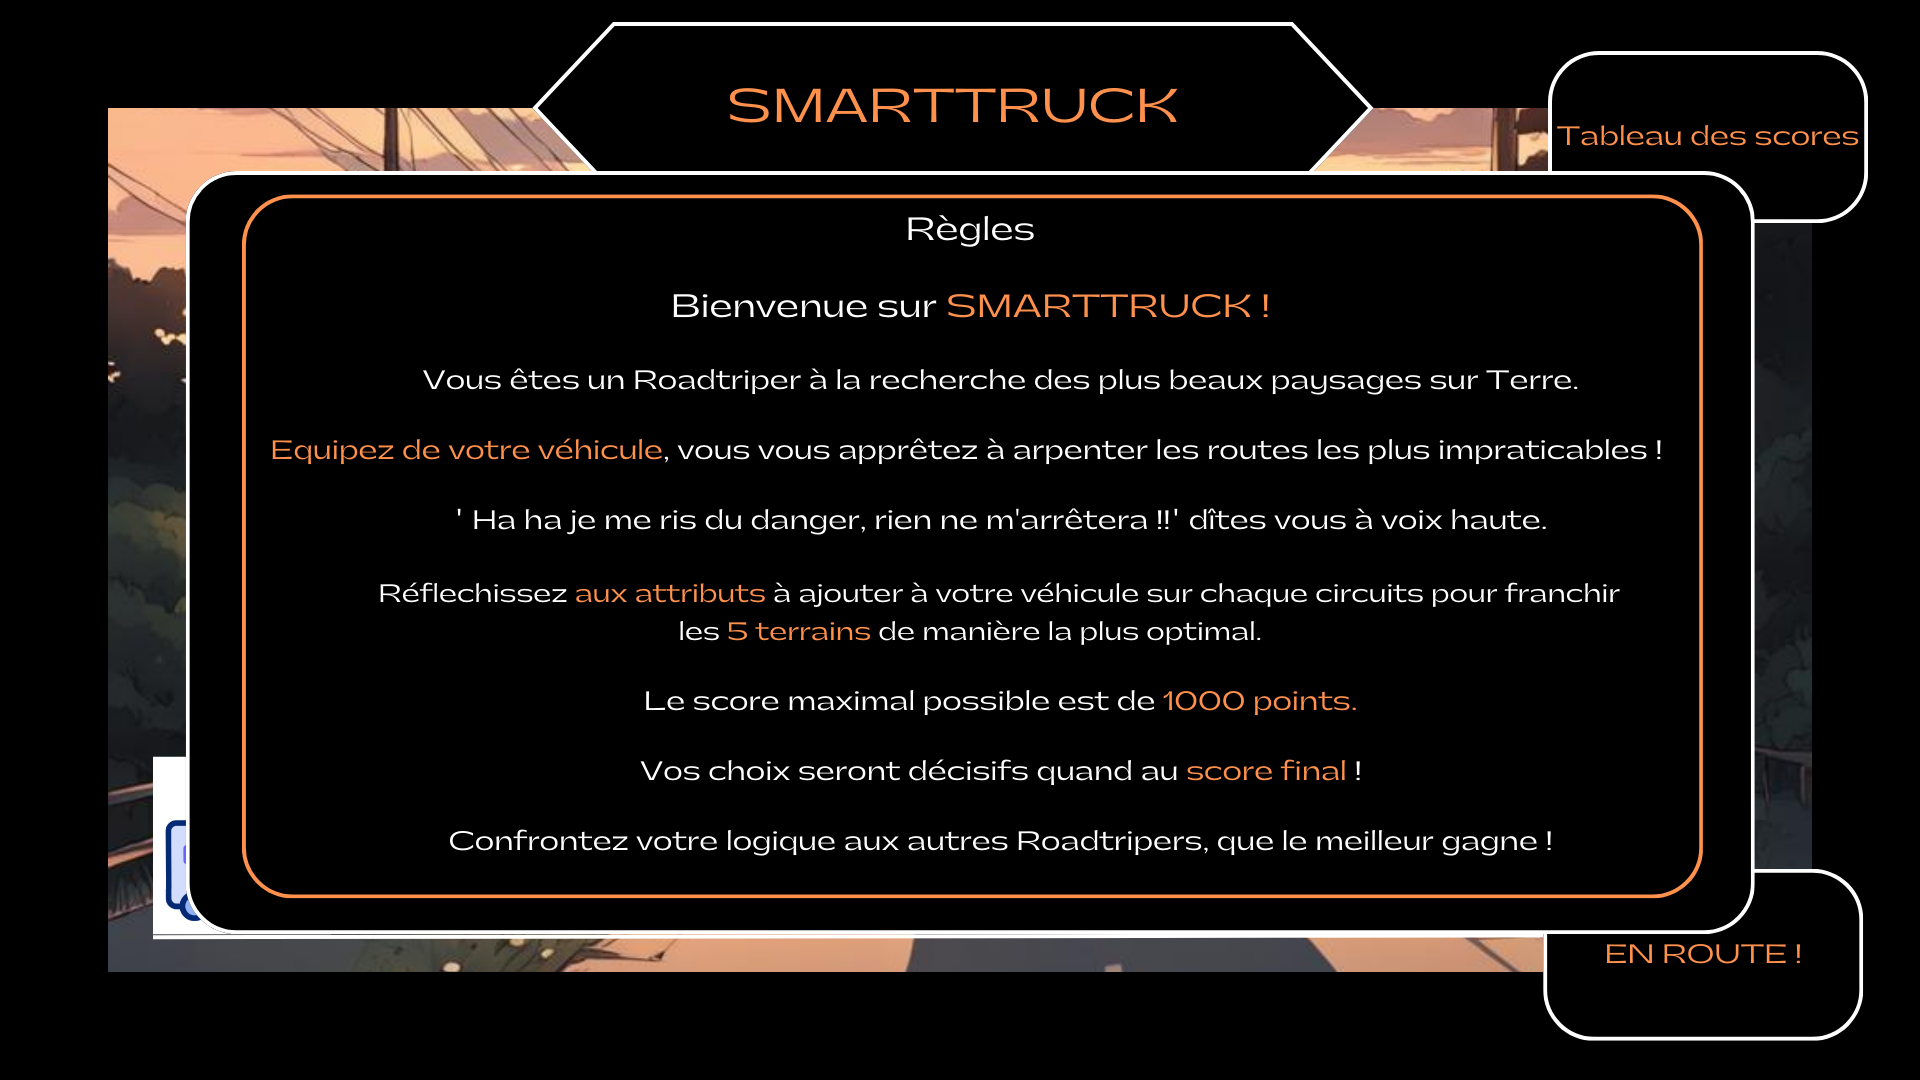 SMARTTRUCK
Tableau des scores
Règles
Bienvenue sur SMARTTRUCK !
Vous êtes un Roadtriper à la recherche des plus beaux paysages sur Terre.
Equipez de votre véhicule, vous vous apprêtez à arpenter les routes les plus impraticables !
' Ha ha je me ris du danger, rien ne m'arrêtera !!' dîtes vous à voix haute.
Réflechissez aux attributs à ajouter à votre véhicule sur chaque circuits pour franchir
les 5 terrains de manière la plus optimal.
Le score maximal possible est de 1000 points.
Vos choix seront décisifs quand au score final !
Confrontez votre logique aux autres Roadtripers, que le meilleur gagne !
EN ROUTE !